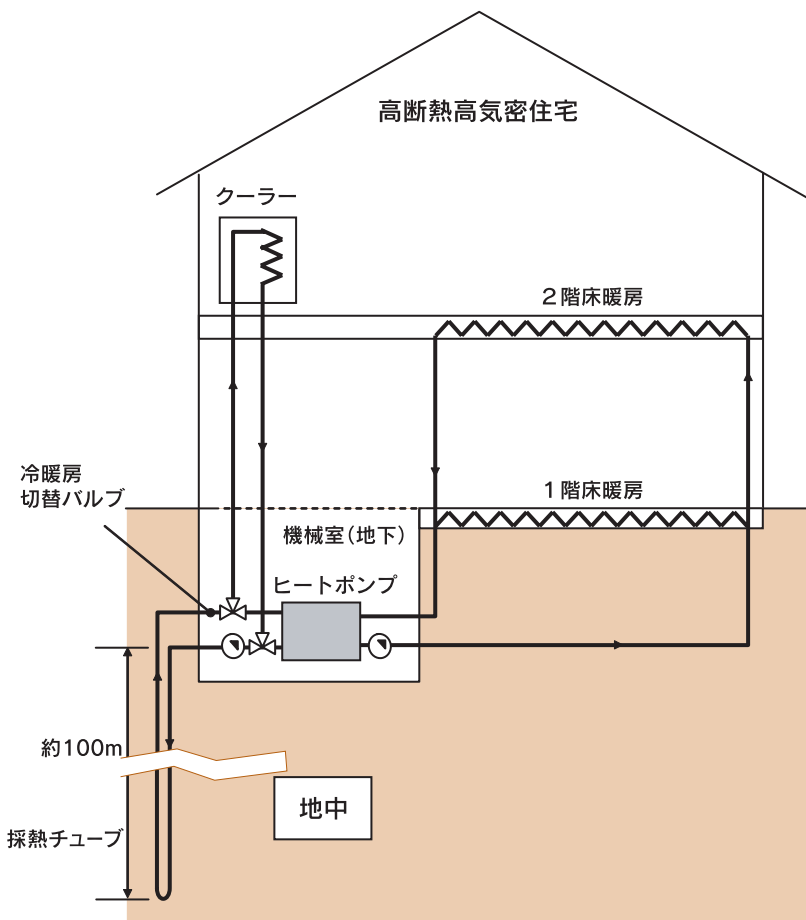 高断熱高気密住宅
クーラー
2階床暖房
冷暖房
切替バルブ
1階床暖房
機械室(地下)
ヒートポンプ
約100m
地中
採熱チューブ